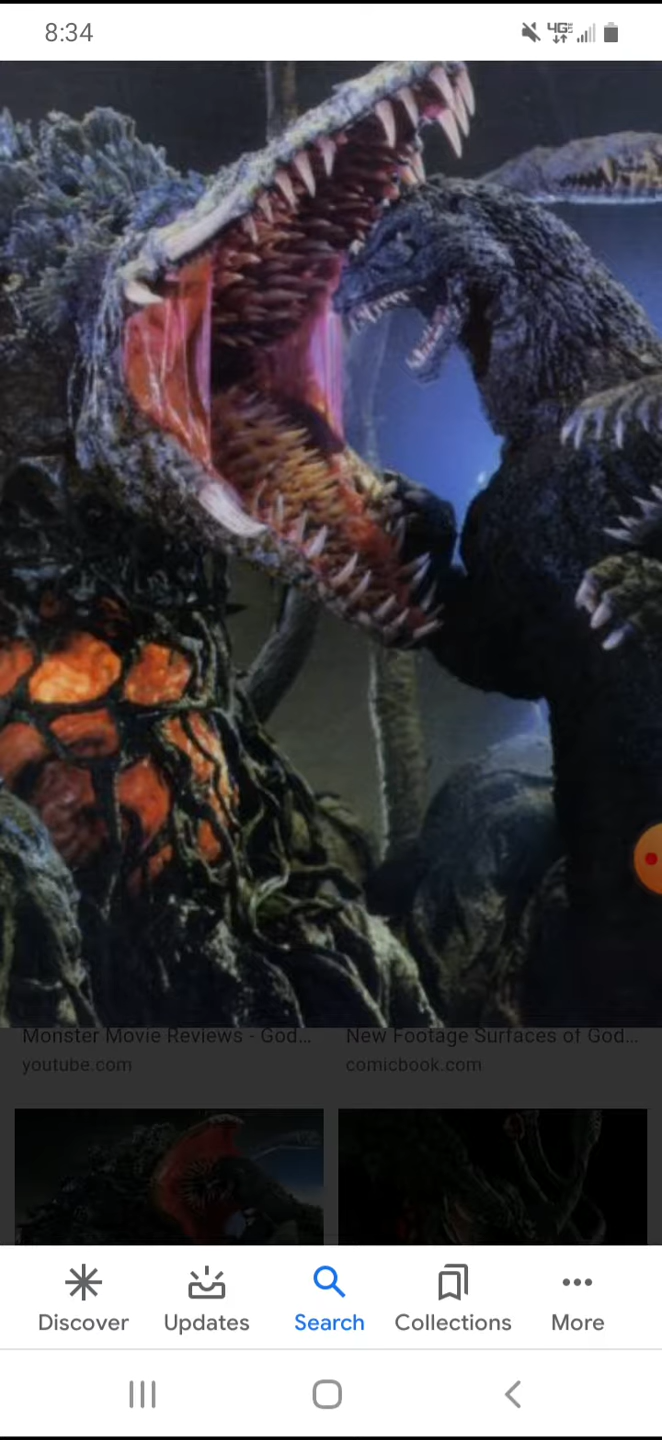 8:34
4GE
Monster Movie Reviews - God... New Footage Surfaces of God...
youtube.com comicbook.com
Discover Updates Search Collections More